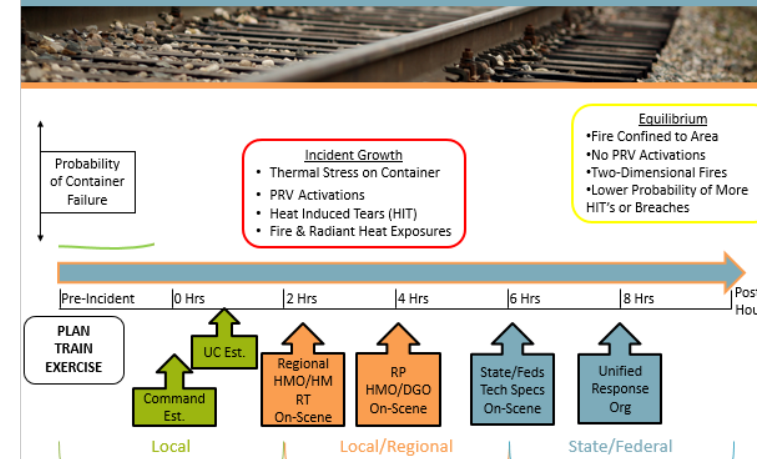 Equilibrium
•Fire Confined to Area
•No PRV Activations
•Two-Dimensional Fires
•Lower Probability of More
HIT's or Breaches
Incident Growth
• Thermal Stress on Container
• PRV Activations
• Heat Induced Tears (HIT)
• Fire & Radiant Heat Exposures
Probability
of Container
Failure
Pre-Incident
0 Hrs
2 Hrs
4 Hrs
6 Hrs
8 Hrs
Post
PLAN
TRAIN
EXERCISE
Command
Est.
UC Est.
Regional
HMO/HM
RT
On-Scene
RP
HMO/DGO
On-Scene
State/Feds
Tech Specs
On-Scene
Unified
Response
Org
Local
Local/Regional
State/Federal